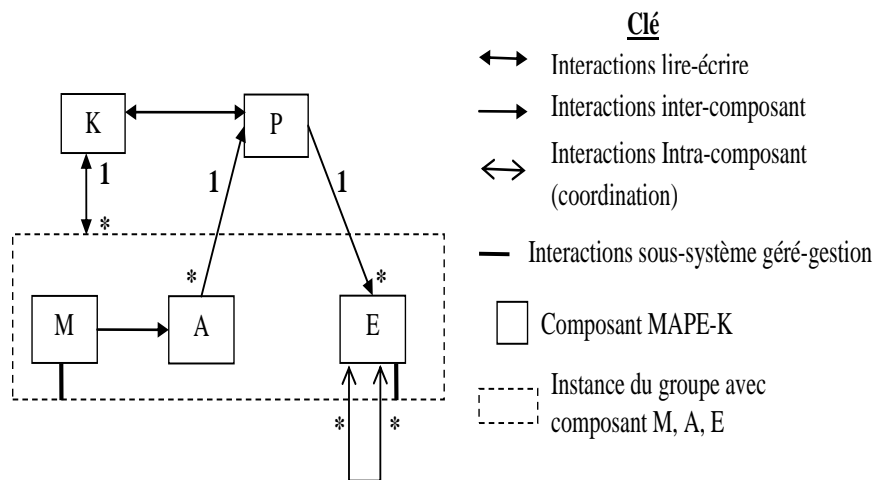 Clé
Interactions lire-écrire
Interactions inter-composant
Interactions Intra-composant
(coordination)
Interactions sous-système géré-gestion
Composant MAPE-K
Instance du groupe avec
composant M, A, E
K
P
1
1
1
*
*
*
M
A
E
*
*